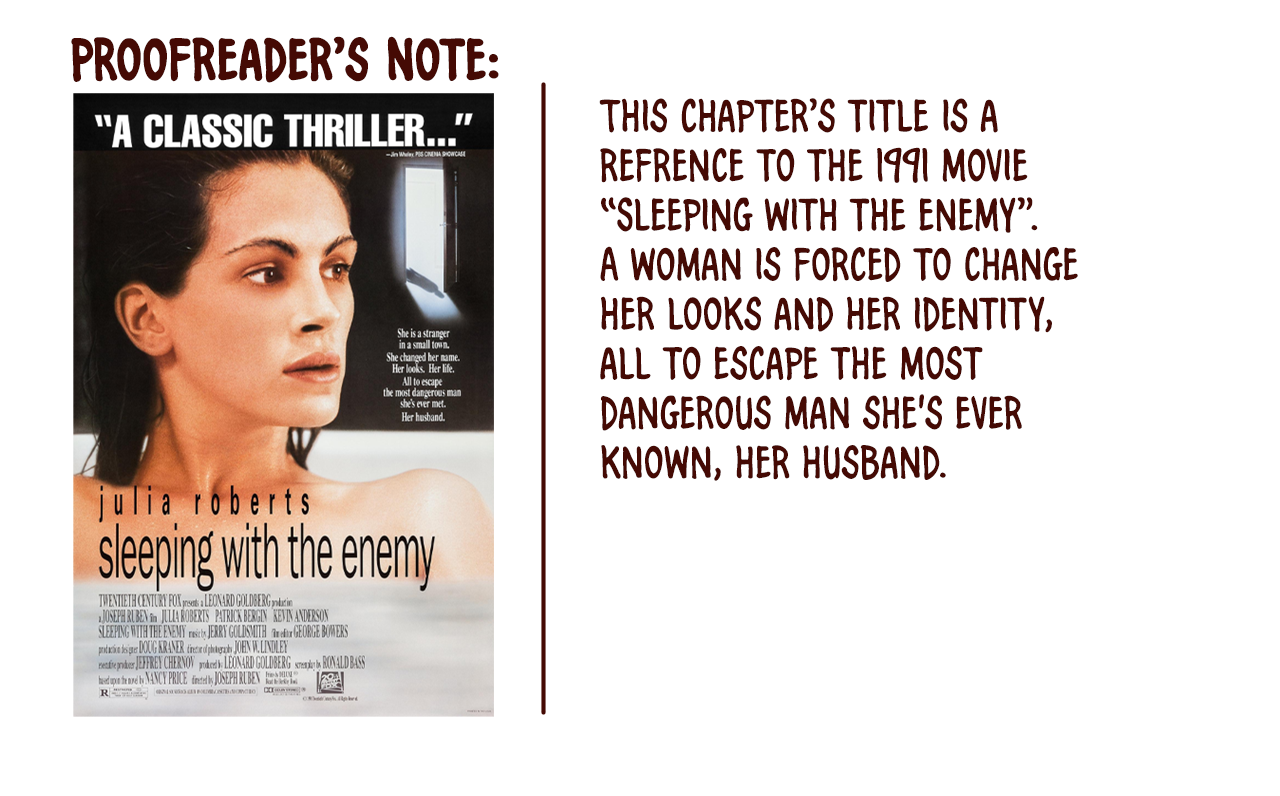 PROOFREADER'S NOTE:
"A CLASSIC THRILLER..."
—Jim Whaley, PBS CINEMA SHOWCASE
She is a stranger
in a small town.
She changed her name.
Her looks. Her life.
All to escape
the most dangerous man
she's ever met.
Her husband.
julia roberts
sleeping with the enemy
TWENTIETH CENTURY FOX presents a LEONARD GOLDBERG production
a JOSEPH RUBEN film JULIA ROBERTS PATRICK BERGIN KEVIN ANDERSON
SLEEPING WITH THE ENEMY music by JERRY GOLDSMITH film editor GEORGE BOWERS
production designer DOUG KRANER director of photography JOHN W. LINDLEY
executive producer JEFFREY CHERNOV produced by LEONARD GOLDBERG screenplay by RONALD BASS
based upon the novel by NANCY PRICE directed by JOSEPH RUBEN
R
THIS CHAPTER'S TITLE IS A
REFRENCE TO THE 1991 MOVIE
“SLEEPING WITH THE ENEMY”.
A WOMAN IS FORCED TO CHANGE
HER LOOKS AND HER IDENTITY,
ALL TO ESCAPE THE MOST
DANGEROUS MAN SHE'S EVER
KNOWN, HER HUSBAND.